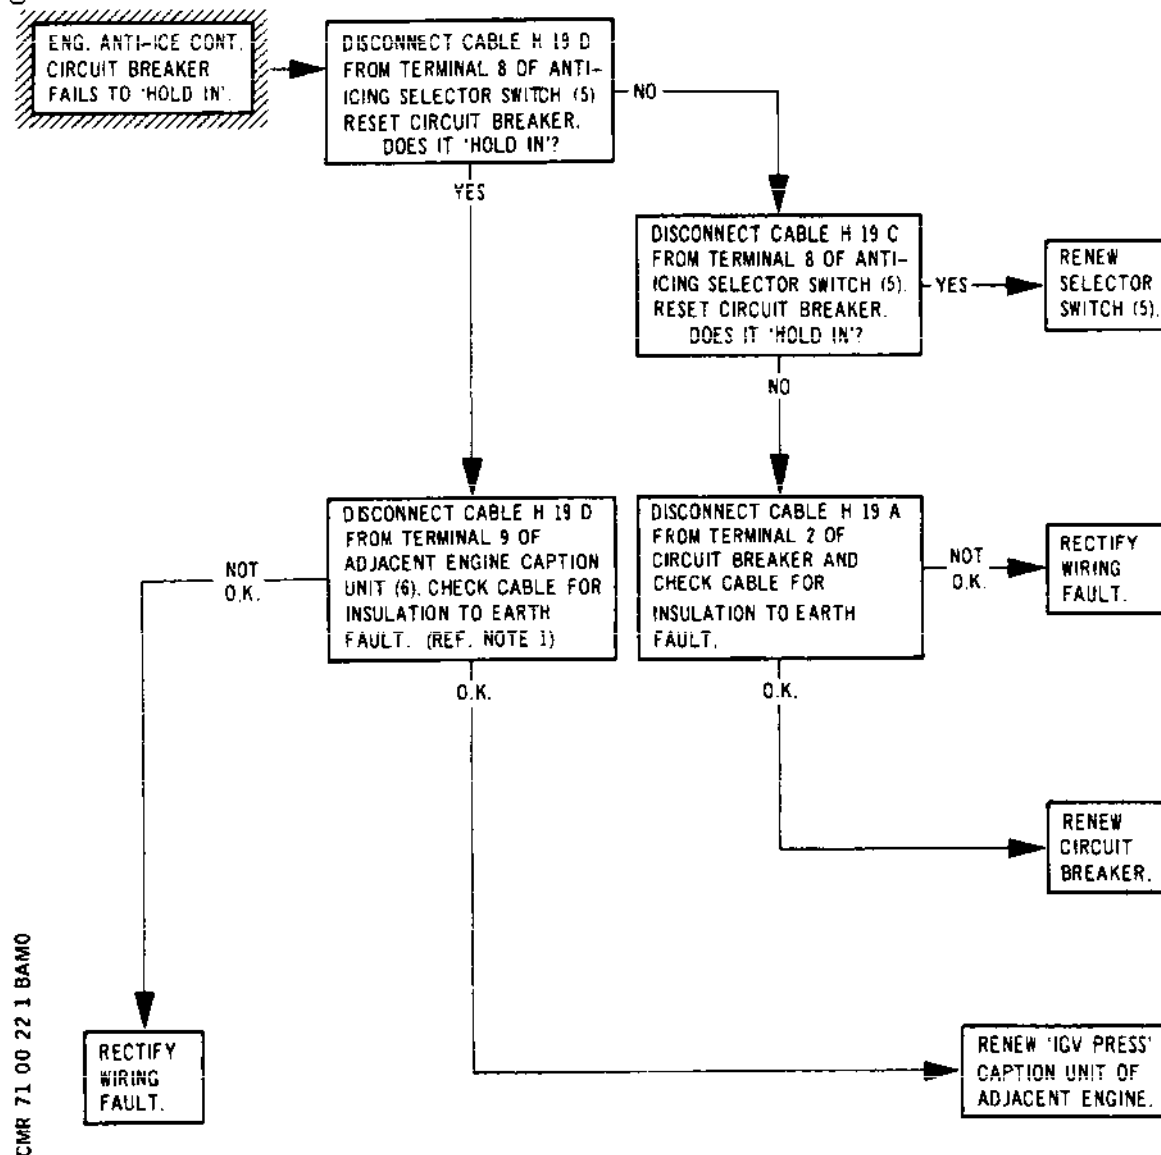 ENG. ANTI-ICE CONT.
CIRCUIT BREAKER
FAILS TO 'HOLD IN'.
DISCONNECT CABLE H 19 D
FROM TERMINAL 8 OF ANTI-
ICING SELECTOR SWITCH (5)
RESET CIRCUIT BREAKER.
DOES IT 'HOLD IN'?
NO
YES
DISCONNECT CABLE H 19 C
FROM TERMINAL 8 OF ANTI-
ICING SELECTOR SWITCH (5).
RESET CIRCUIT BREAKER.
DOES IT 'HOLD IN'?
YES
RENEW
SELECTOR
SWITCH (5).
NO
DISCONNECT CABLE H 19 D
FROM TERMINAL 9 OF
ADJACENT ENGINE CAPTION
UNIT (6). CHECK CABLE FOR
INSULATION TO EARTH
FAULT. (REF. NOTE 1)
DISCONNECT CABLE H 19 A
FROM TERMINAL 2 OF
CIRCUIT BREAKER AND
CHECK CABLE FOR
INSULATION TO EARTH
FAULT.
NOT
O.K.
RECTIFY
WIRING
FAULT.
NOT
O.K.
O.K.
O.K.
RENEW
CIRCUIT
BREAKER.
RECTIFY
WIRING
FAULT.
RENEW 'IGV PRESS'
CAPTION UNIT OF
ADJACENT ENGINE.
CMR 71 00 22 1 BAM0